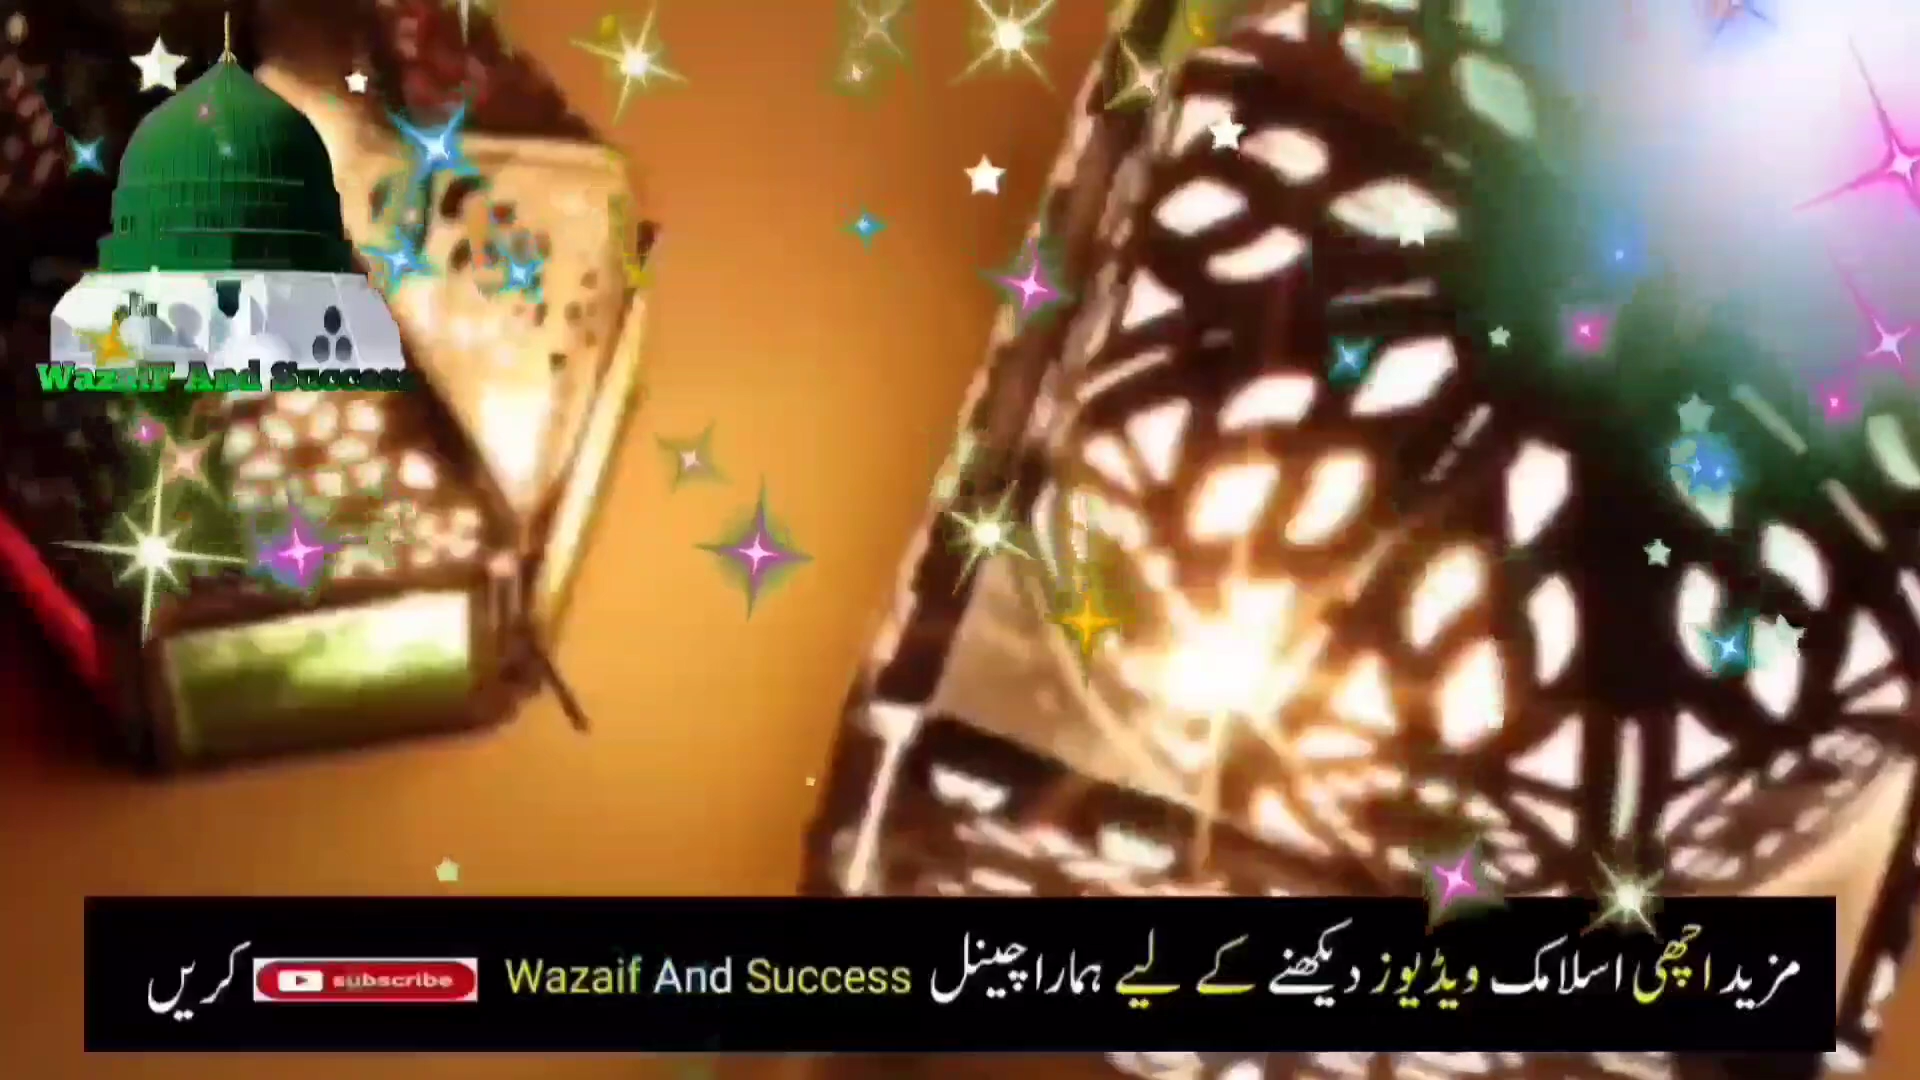 Wazaif And Success
مزید اچھی اسلامک ویڈیوز دیکھنے کے لیے ہمارا چینل Wazaif And Success subscribe کریں